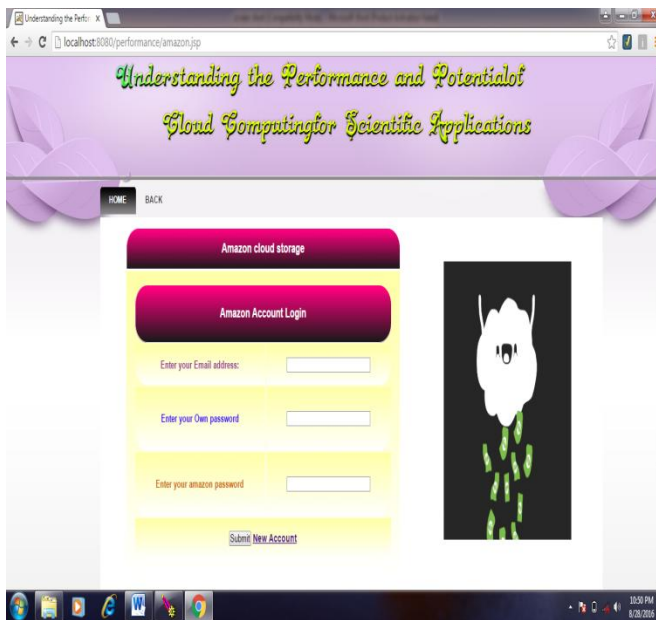 Understanding the Perfor
localhost:8080/performance/amazon.jsp
Understanding the Performance and Potentialof
Cloud Computingfor Scientific Applications
HOME BACK
Amazon cloud storage
Amazon Account Login
Enter your Email address:
Enter your Own password
Enter your amazon password
Submit New Account
10:50 PM
8/28/2016